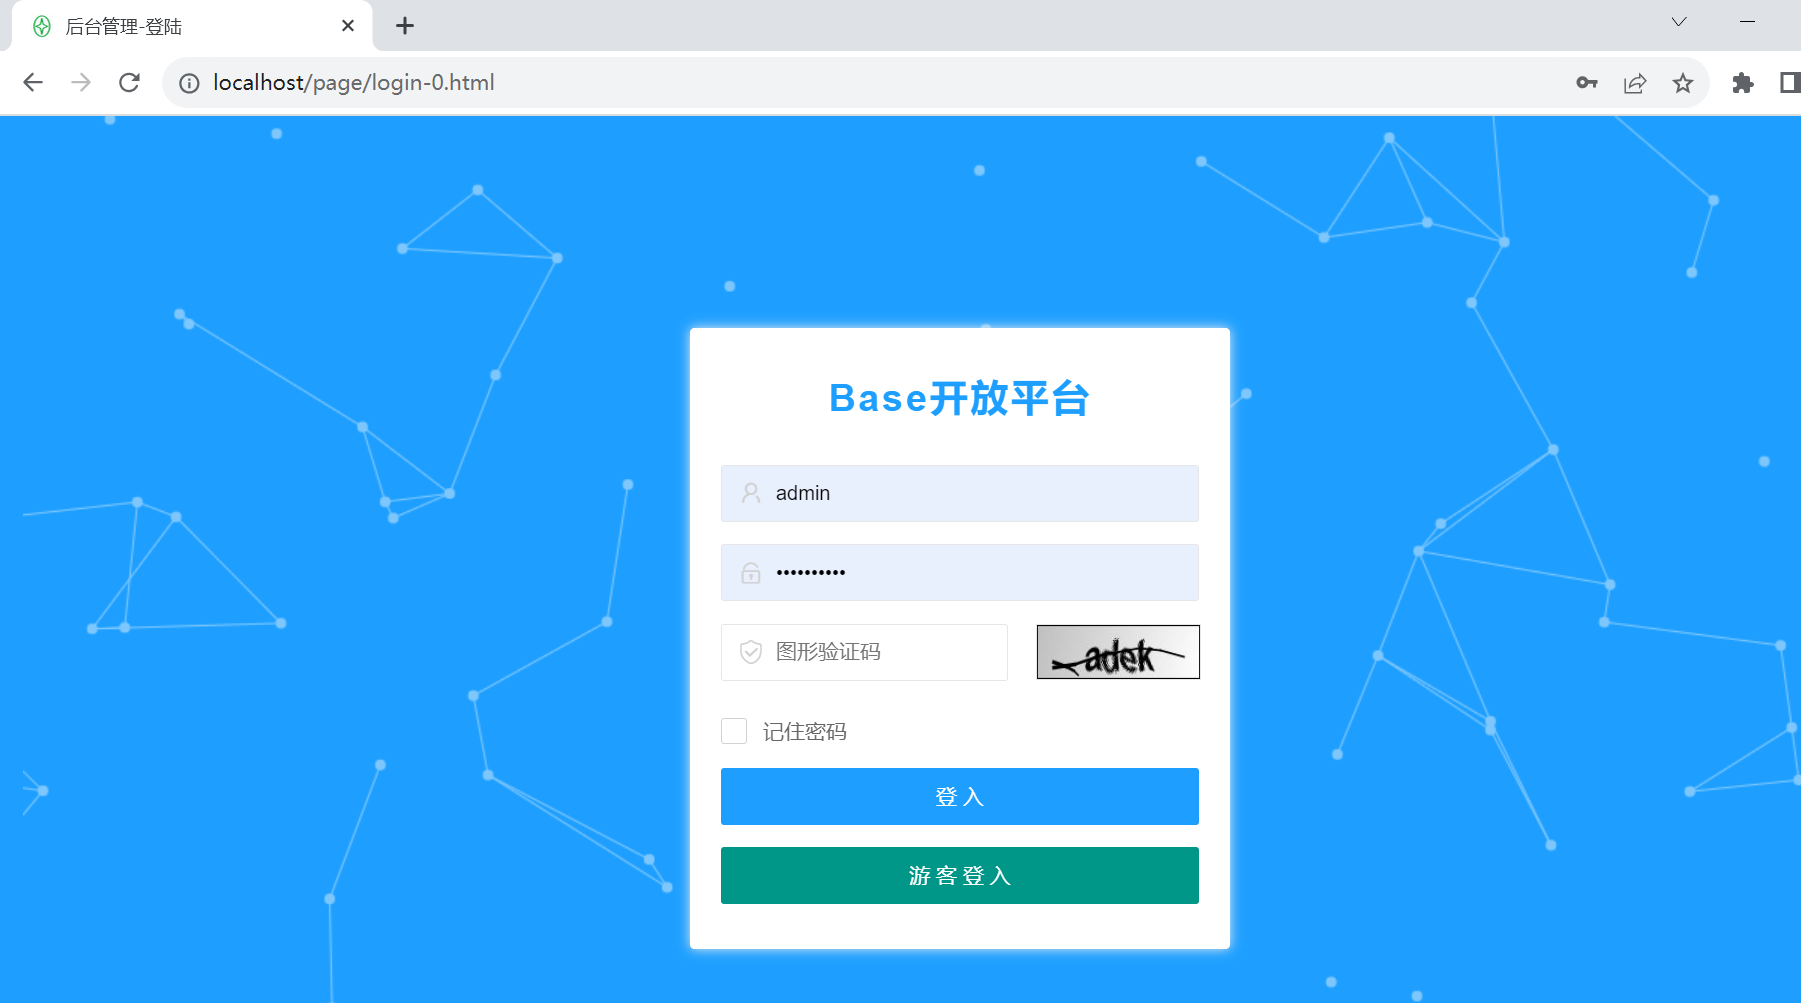 后台管理-登陆
localhost/page/login-0.html
Base开放平台
admin
••••••••••
图形验证码
adek
记住密码
登入
游客登入